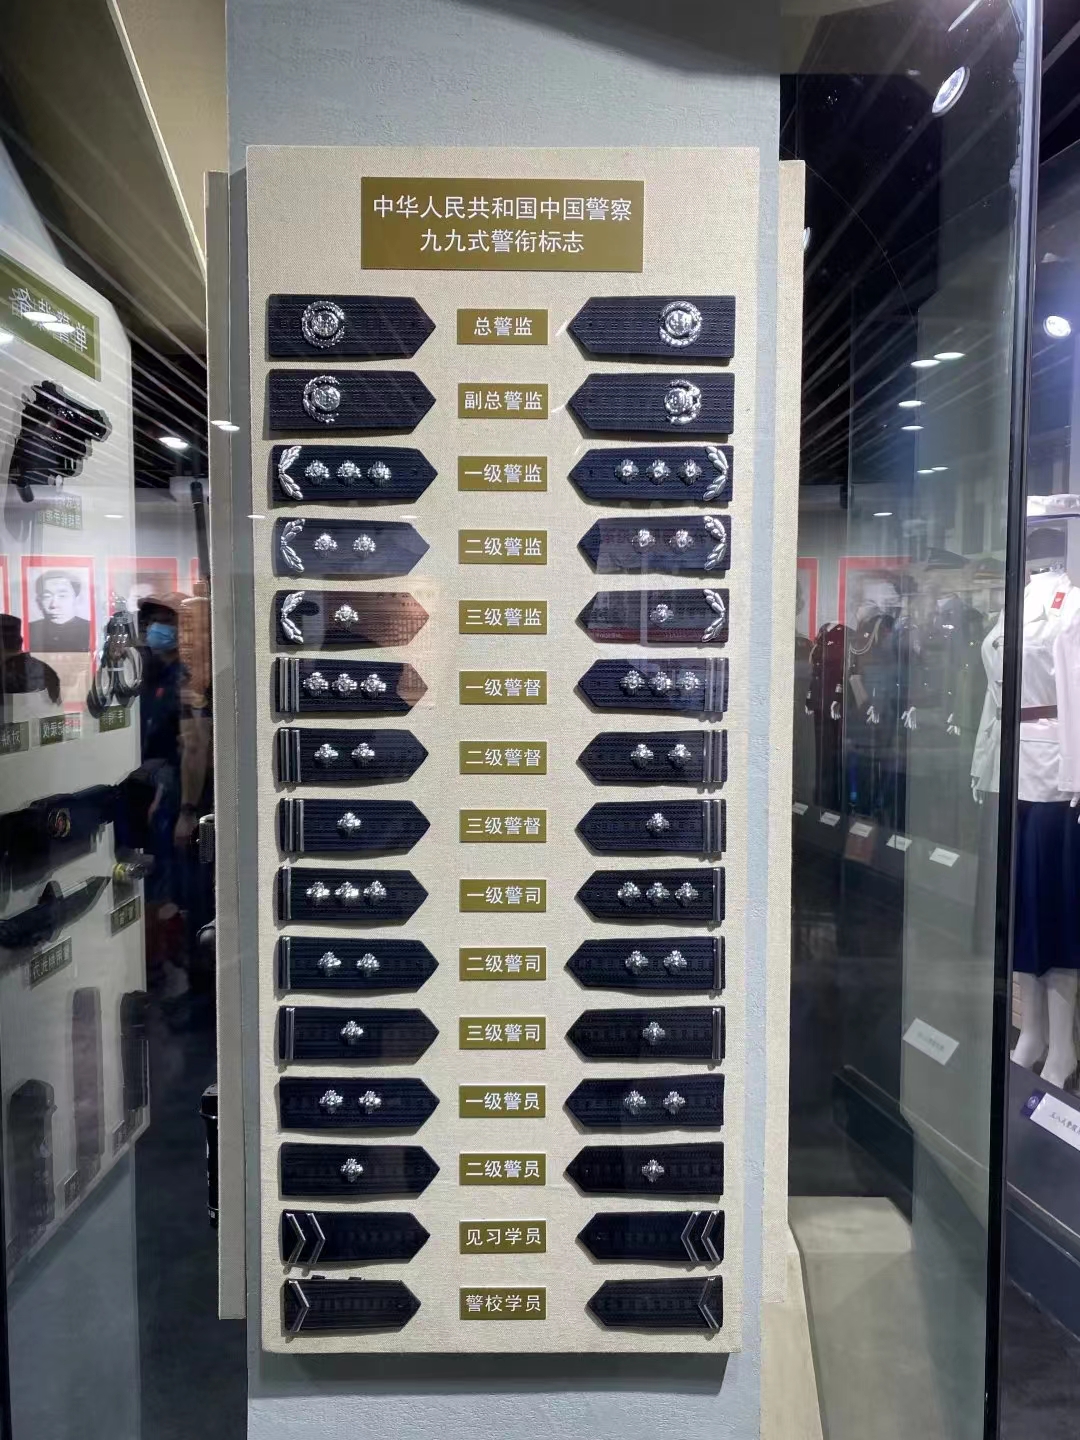 中华人民共和国中国警察
九九式警衔标志
总警监
副总警监
一级警监
二级警监
三级警监
一级警督
二级警督
三级警督
一级警司
二级警司
三级警司
一级警员
二级警员
见习学员
警校学员